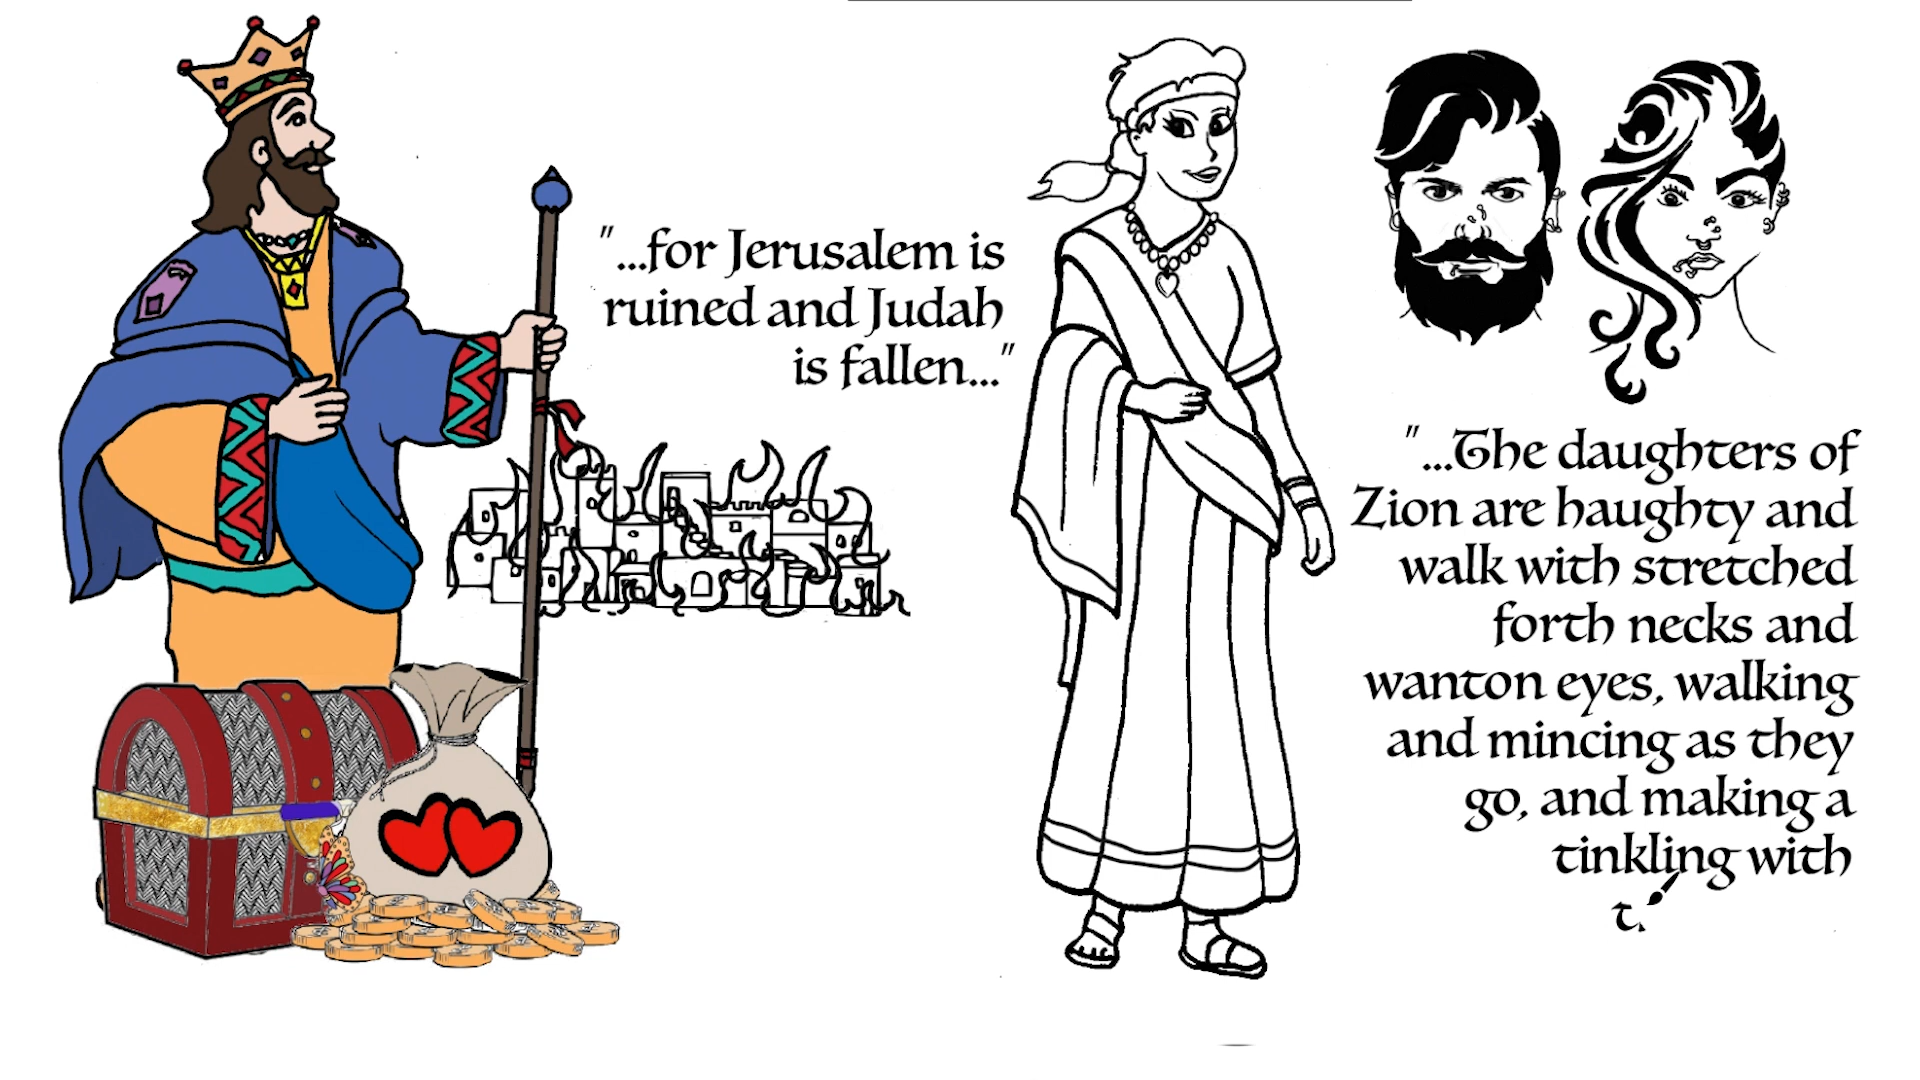 "...for Jerusalem is
ruined and Judah
is fallen..."
"...The daughters of
Zion are haughty and
walk with stretched
forth necks and
wanton eyes, walking
and mincing as they
go, and making a
tinkling with